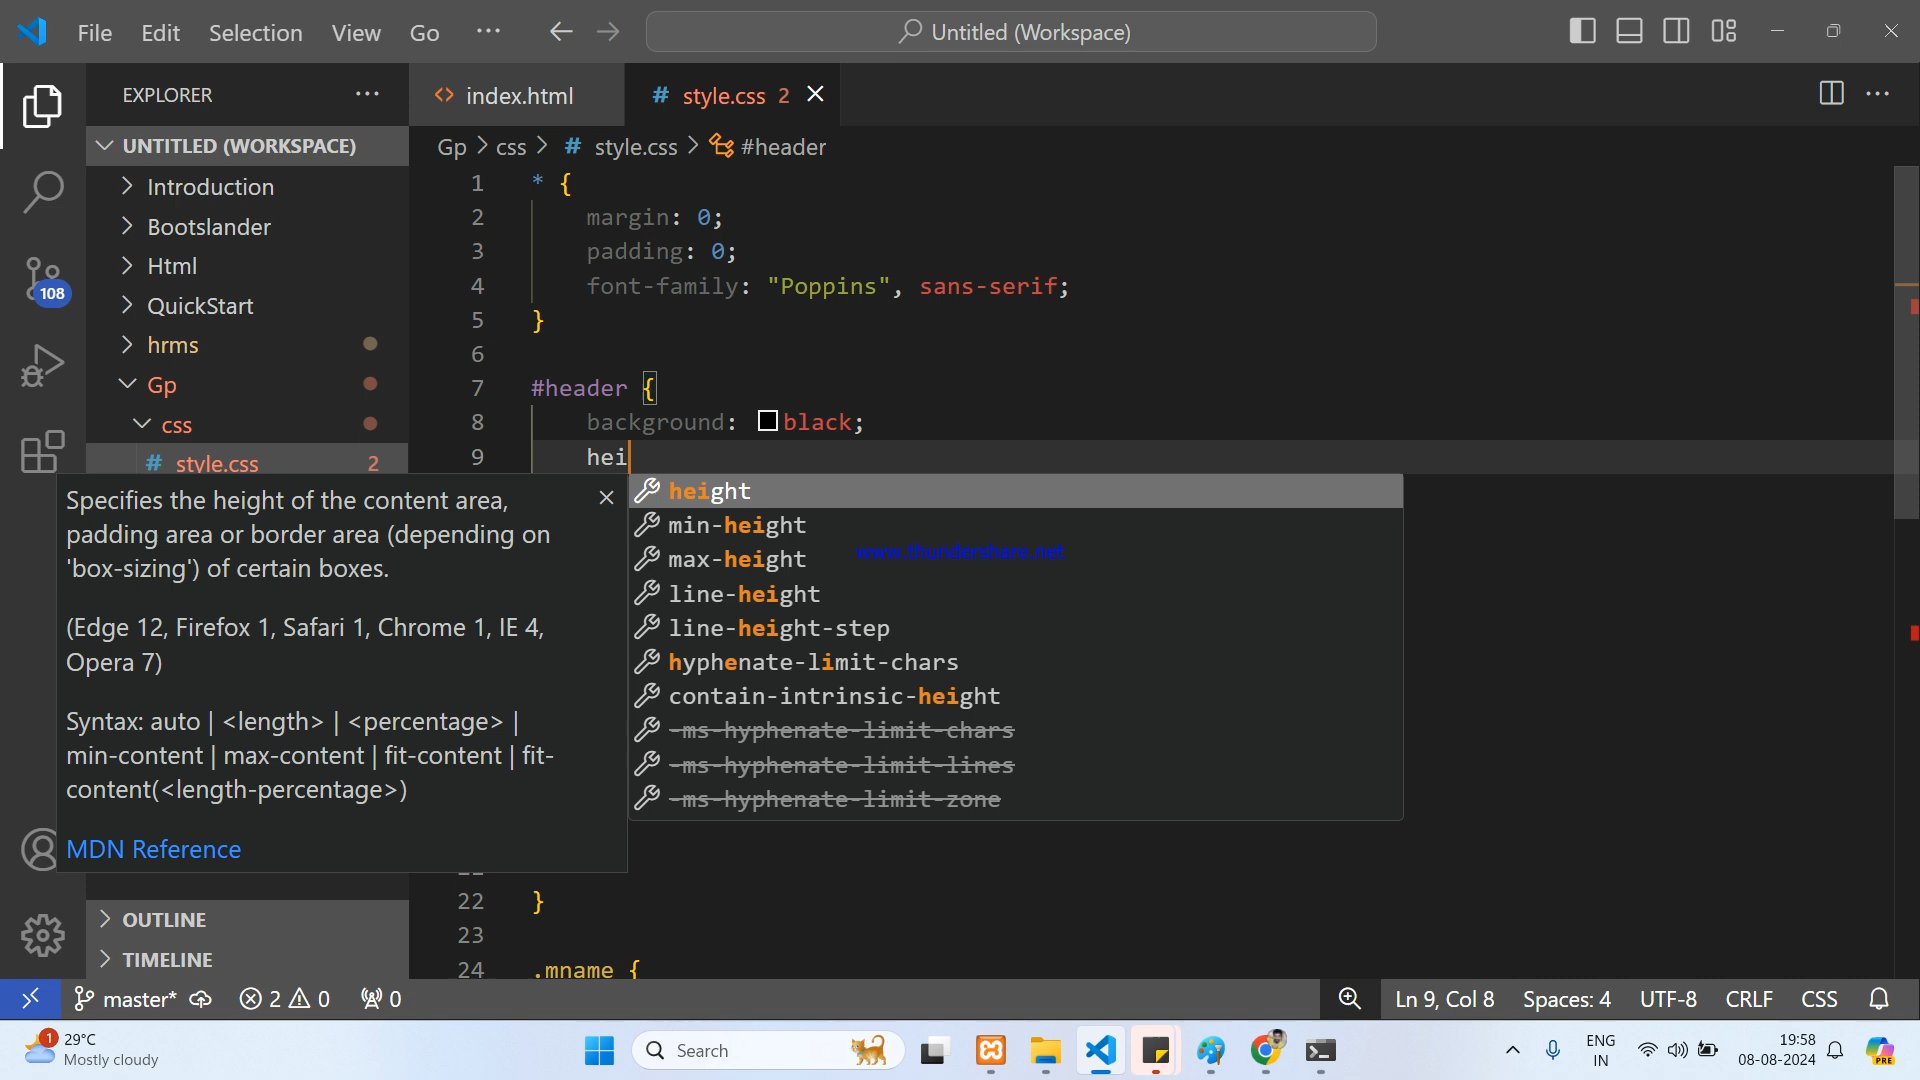 File Edit Selection View Go ··· Untitled (Workspace)
EXPLORER ···
UNTITLED (WORKSPACE)
Introduction
Bootslander
Html
QuickStart
hrms
Gp
css
# style.css 2
index.html
# style.css 2
Gp > css > # style.css > #header
1 * {
2 margin: 0;
3 padding: 0;
4 font-family: "Poppins", sans-serif;
5 }
6
7 #header {
8 background: black;
9 hei
height
min-height
max-height
line-height
line-height-step
hyphenate-limit-chars
contain-intrinsic-height
-ms-hyphenate-limit-chars
-ms-hyphenate-limit-lines
-ms-hyphenate-limit-zone
www.thundershare.net
Specifies the height of the content area,
padding area or border area (depending on
'box-sizing') of certain boxes.
(Edge 12, Firefox 1, Safari 1, Chrome 1, IE 4,
Opera 7)
Syntax: auto | <length> | <percentage> |
min-content | max-content | fit-content | fit-
content(<length-percentage>)
MDN Reference
22 }
23
24 .mname {
108
OUTLINE
TIMELINE
master* 2 0 0
Ln 9, Col 8 Spaces: 4 UTF-8 CRLF CSS
1 29°C
Mostly cloudy
Search
ENG
IN
19:58
08-08-2024
PRE